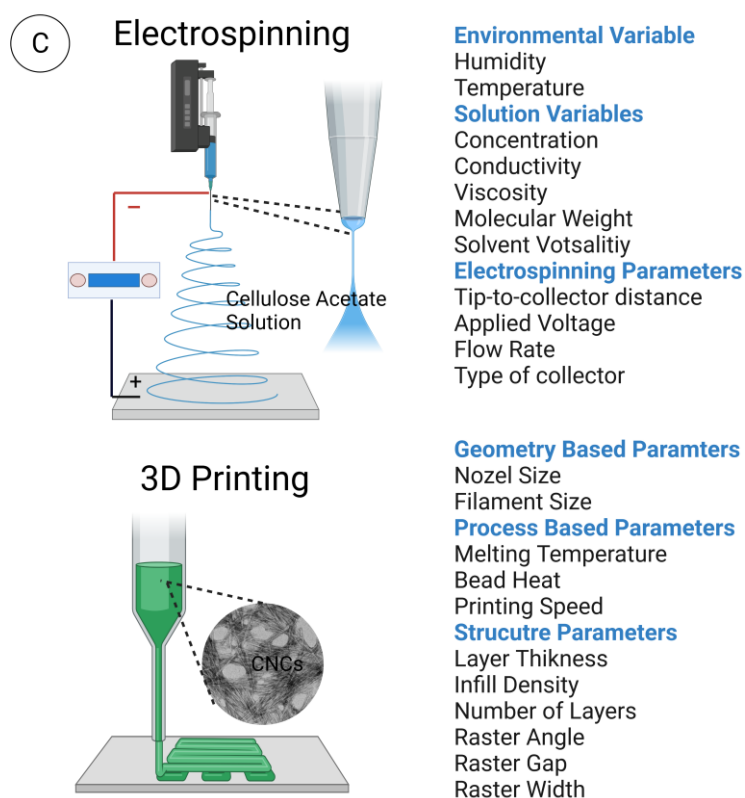 C
Electrospinning
−
+
Cellulose Acetate
Solution
Environmental Variable
Humidity
Temperature
Solution Variables
Concentration
Conductivity
Viscosity
Molecular Weight
Solvent Votsalitiy
Electrospinning Parameters
Tip-to-collector distance
Applied Voltage
Flow Rate
Type of collector
3D Printing
CNCs
Geometry Based Paramters
Nozel Size
Filament Size
Process Based Parameters
Melting Temperature
Bead Heat
Printing Speed
Strucutre Parameters
Layer Thikness
Infill Density
Number of Layers
Raster Angle
Raster Gap
Raster Width